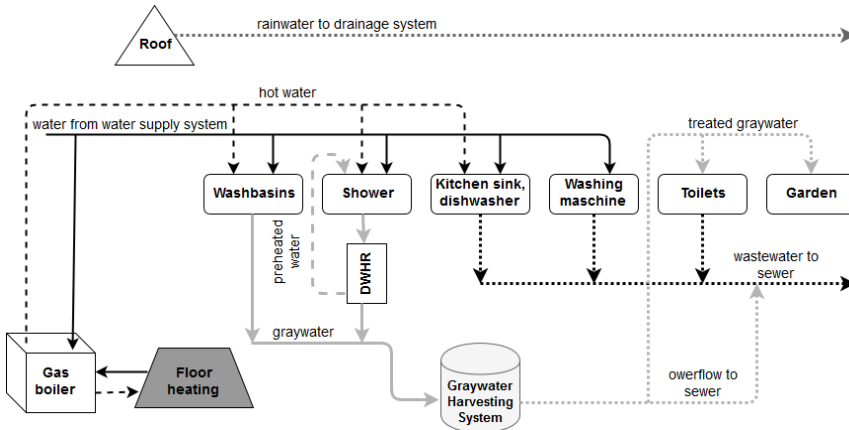 rainwater to drainage system
Roof
hot water
water from water supply system
treated graywater
Washbasins
Shower
Kitchen sink,
dishwasher
Washing
maschine
Toilets
Garden
preheated
water
DWHR
wastewater to
sewer
graywater
Gas
boiler
Floor
heating
Graywater
Harvesting
System
owerflow to
sewer